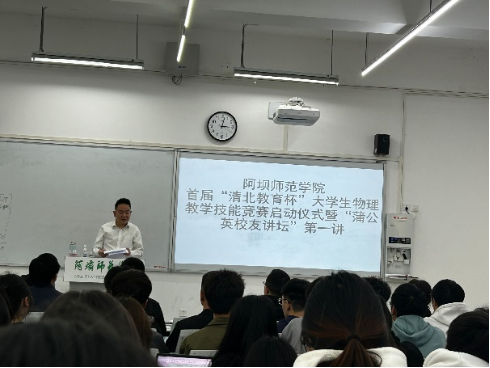 阿坝师范学院
首届“清北教育杯”大学生物理
教学技能竞赛启动仪式暨“蒲公
英校友讲坛”第一讲
阿坝师